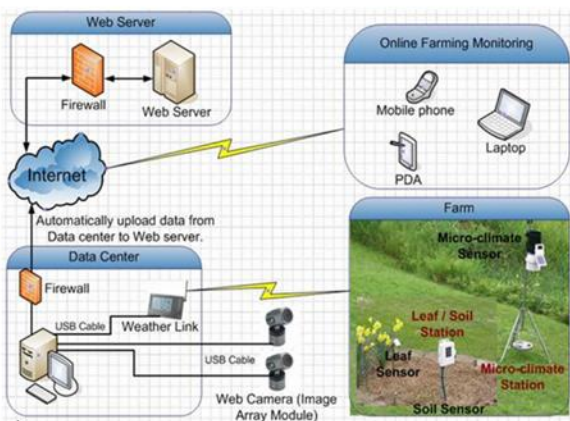 Web Server
Firewall
Web Server
Online Farming Monitoring
Mobile phone
Laptop
PDA
Internet
Automatically upload data from
Data center to Web server.
Data Center
Firewall
USB Cable
Weather Link
USB Cable
Web Camera (Image
Array Module)
Farm
Micro-climate
Sensor
Leaf / Soil
Station
Leaf
Sensor
Micro-climate
Station
Soil Sensor